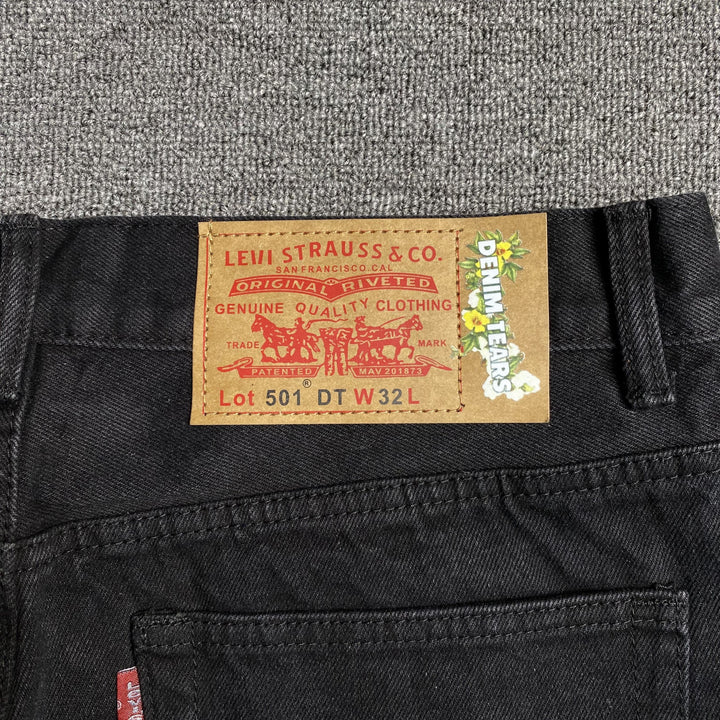 LEVI STRAUSS & CO.
SAN FRANCISCO.CAL
ORIGINAL RIVETED
GENUINE QUALITY CLOTHING
TRADE MARK
PATENTED MAV 201873
Lot 501® DT W 32 L
DENIM TEARS